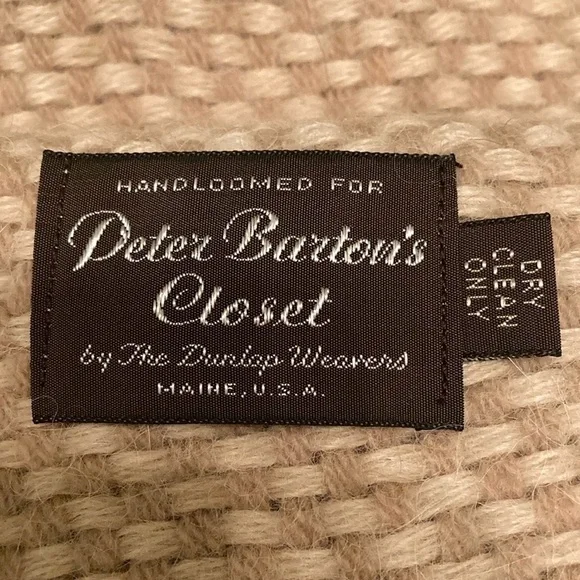 HANDLOOMED FOR
Peter Barton's
Closet
by The Dunlap Weavers
MAINE, U.S.A.
DRY
CLEAN
ONLY